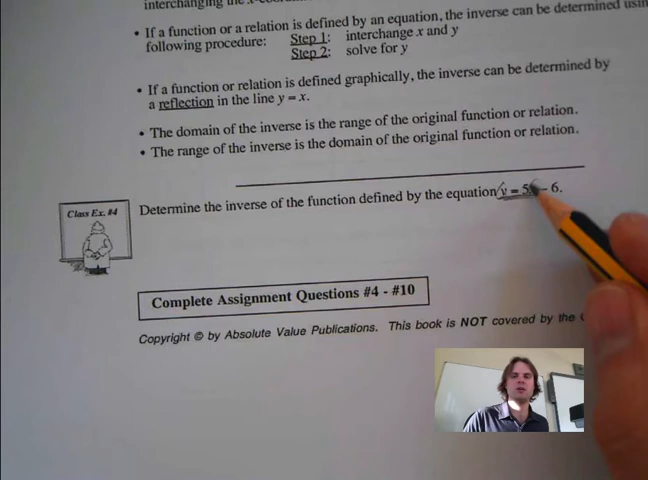 interchanging the
• If a function or a relation is defined by an equation, the inverse can be determined usin
following procedure: Step 1: interchange x and y
Step 2: solve for y
• If a function or relation is defined graphically, the inverse can be determined by
a reflection in the line y = x.
• The domain of the inverse is the range of the original function or relation.
• The range of the inverse is the domain of the original function or relation.
Class Ex. #4
Determine the inverse of the function defined by the equation y = 5x – 6.
Complete Assignment Questions #4 - #10
Copyright © by Absolute Value Publications. This book is NOT covered by the